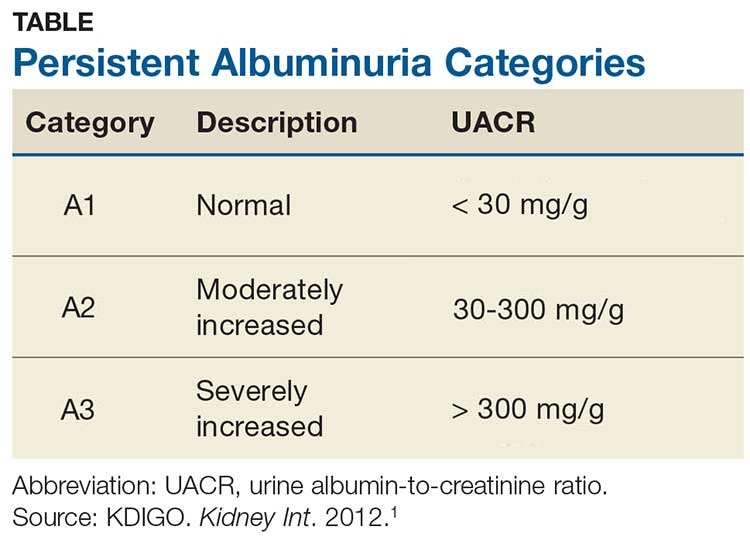 TABLE
Persistent Albuminuria Categories
Category Description UACR
A1 Normal < 30 mg/g
A2 Moderately increased 30-300 mg/g
A3 Severely increased > 300 mg/g
Abbreviation: UACR, urine albumin-to-creatinine ratio.
Source: KDIGO. Kidney Int. 2012.1